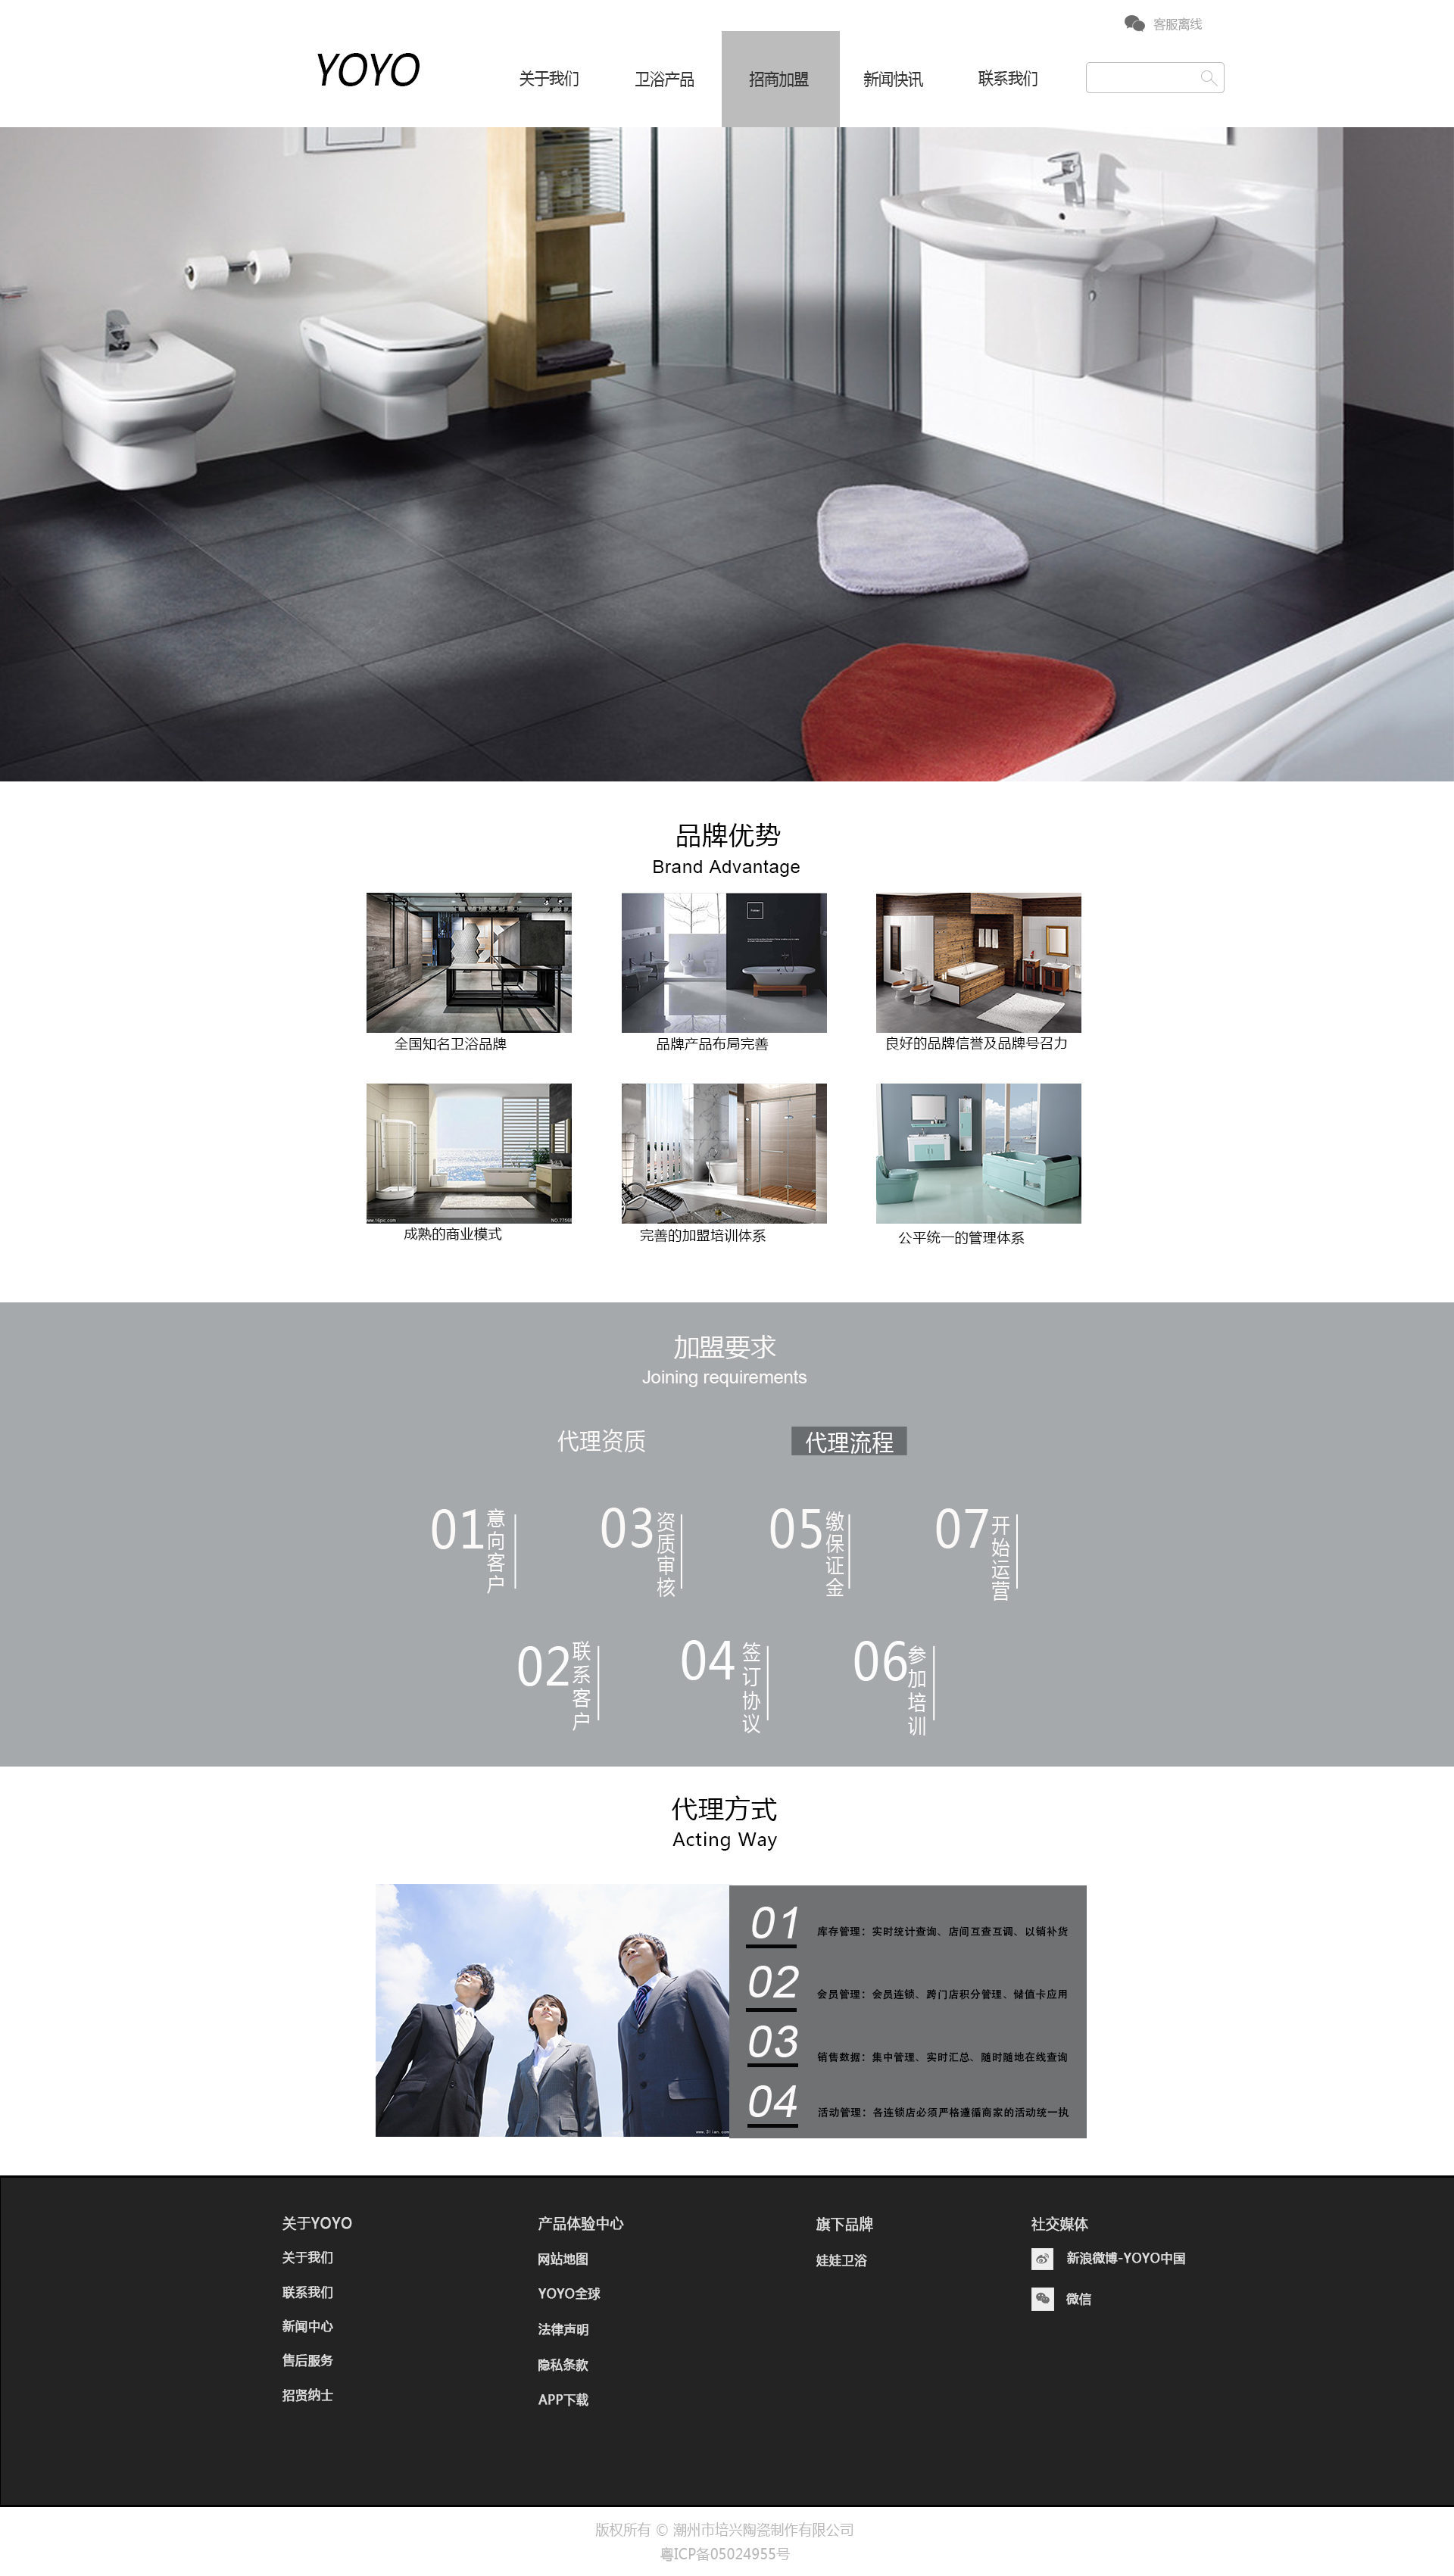 客服离线
YOYO
关于我们 卫浴产品 招商加盟 新闻快讯 联系我们
品牌优势
Brand Advantage
全国知名卫浴品牌 品牌产品布局完善 良好的品牌信誉及品牌号召力
成熟的商业模式 完善的加盟培训体系 公平统一的管理体系
加盟要求
Joining requirements
代理资质 代理流程
01 意向客户 03 资质审核 05 缴保证金 07 开始运营
02 联系客户 04 签订协议 06 参加培训
代理方式
Acting Way
01 库存管理：实时统计查询、店间互查互调、以销补货
02 会员管理：会员连锁、跨门店积分管理、储值卡应用
03 销售数据：集中管理、实时汇总、随时随地在线查询
04 活动管理：各连锁店必须严格遵循商家的活动统一执
关于YOYO
关于我们
联系我们
新闻中心
售后服务
招贤纳士
产品体验中心
网站地图
YOYO全球
法律声明
隐私条款
APP下载
旗下品牌
娃娃卫浴
社交媒体
新浪微博-YOYO中国
微信
版权所有 © 潮州市培兴陶瓷制作有限公司
粤ICP备05024955号